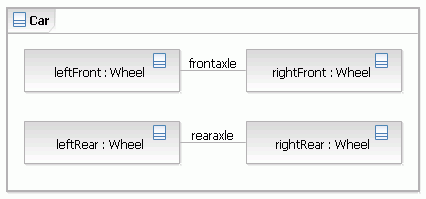 Car
leftFront : Wheel
frontaxle
rightFront : Wheel
leftRear : Wheel
rearaxle
rightRear : Wheel